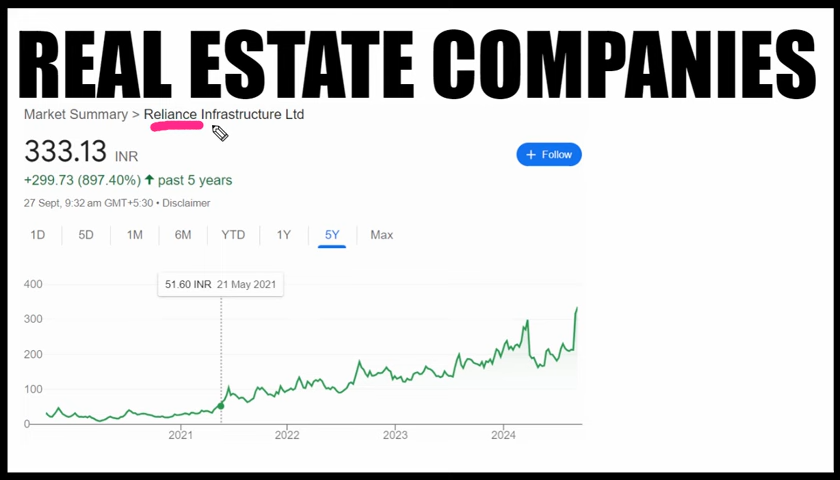 REAL ESTATE COMPANIES
Market Summary > Reliance Infrastructure Ltd
333.13 INR
+ Follow
+299.73 (897.40%) ↑ past 5 years
27 Sept, 9:32 am GMT+5:30 • Disclaimer
1D 5D 1M 6M YTD 1Y 5Y Max
51.60 INR 21 May 2021
400
300
200
100
0
2021 2022 2023 2024